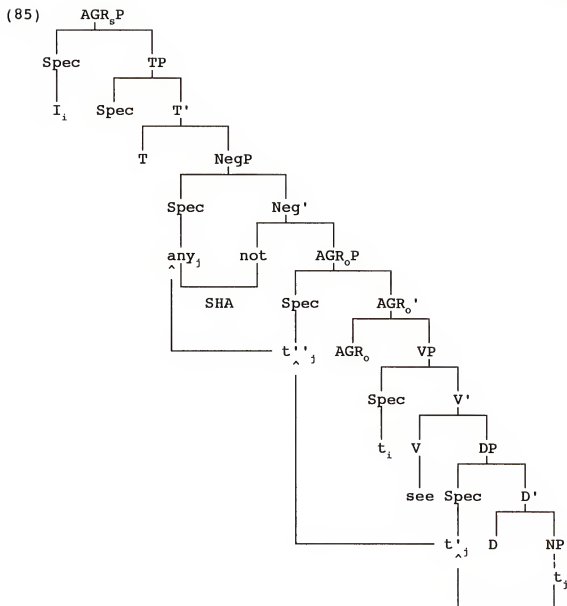 (85) AGRsP
Spec TP
Ii Spec T'
T NegP
Spec Neg'
anyj not AGRoP
^
SHA Spec AGRo'
t''j AGRo VP
^
Spec V'
ti V DP
see Spec D'
t'j D NP
^
tj